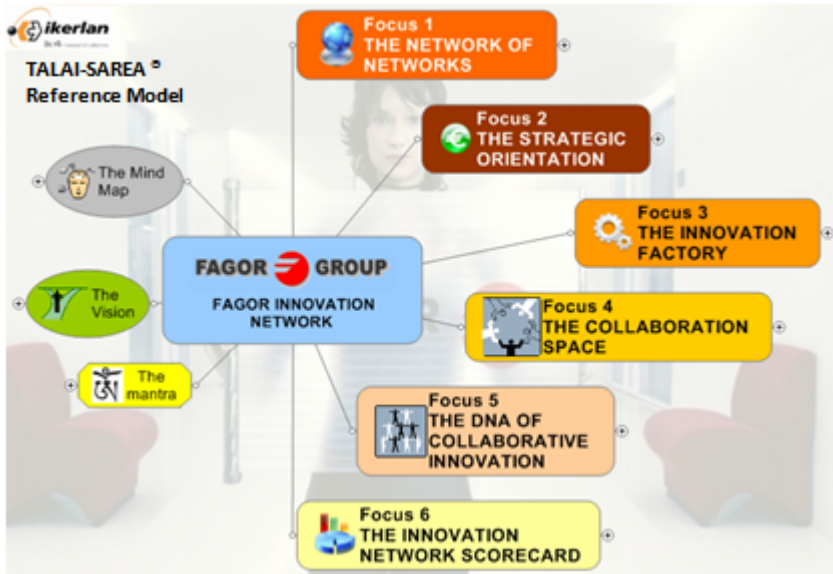 ikerlan
TALAI-SAREA ®
Reference Model
Focus 1
THE NETWORK OF
NETWORKS
Focus 2
THE STRATEGIC
ORIENTATION
The Mind
Map
Focus 3
THE INNOVATION
FACTORY
FAGOR GROUP
FAGOR INNOVATION
NETWORK
The
Vision
Focus 4
THE COLLABORATION
SPACE
The
mantra
Focus 5
THE DNA OF
COLLABORATIVE
INNOVATION
Focus 6
THE INNOVATION
NETWORK SCORECARD